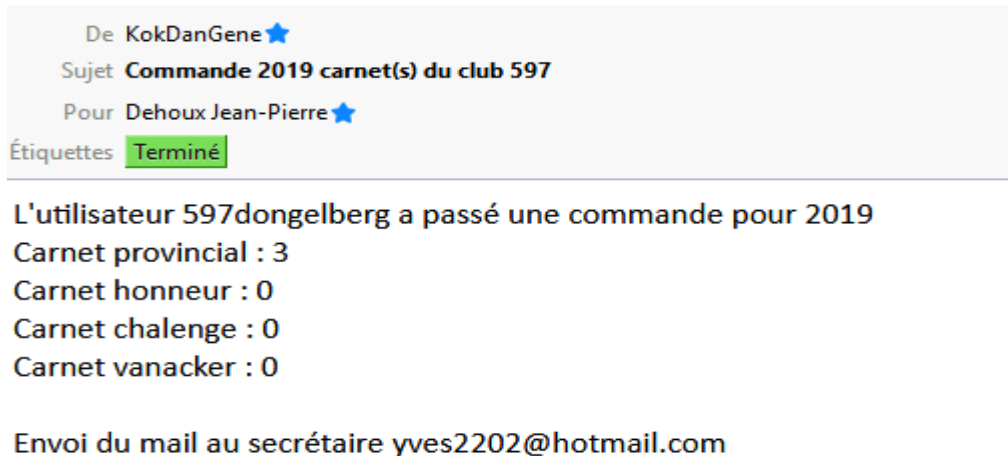 De KokDanGene
Sujet Commande 2019 carnet(s) du club 597
Pour Dehoux Jean-Pierre
Étiquettes Terminé
L'utilisateur 597dongelberg a passé une commande pour 2019
Carnet provincial : 3
Carnet honneur : 0
Carnet chalenge : 0
Carnet vanacker : 0
Envoi du mail au secrétaire yves2202@hotmail.com